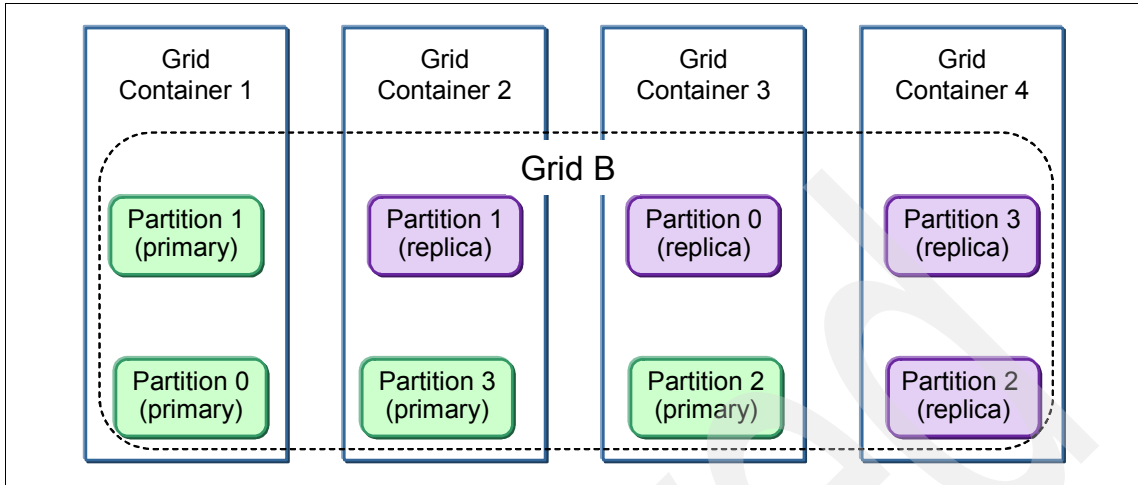 Grid
Container 1
Grid
Container 2
Grid
Container 3
Grid
Container 4
Grid B
Partition 1
(primary)
Partition 1
(replica)
Partition 0
(replica)
Partition 3
(replica)
Partition 0
(primary)
Partition 3
(primary)
Partition 2
(primary)
Partition 2
(replica)